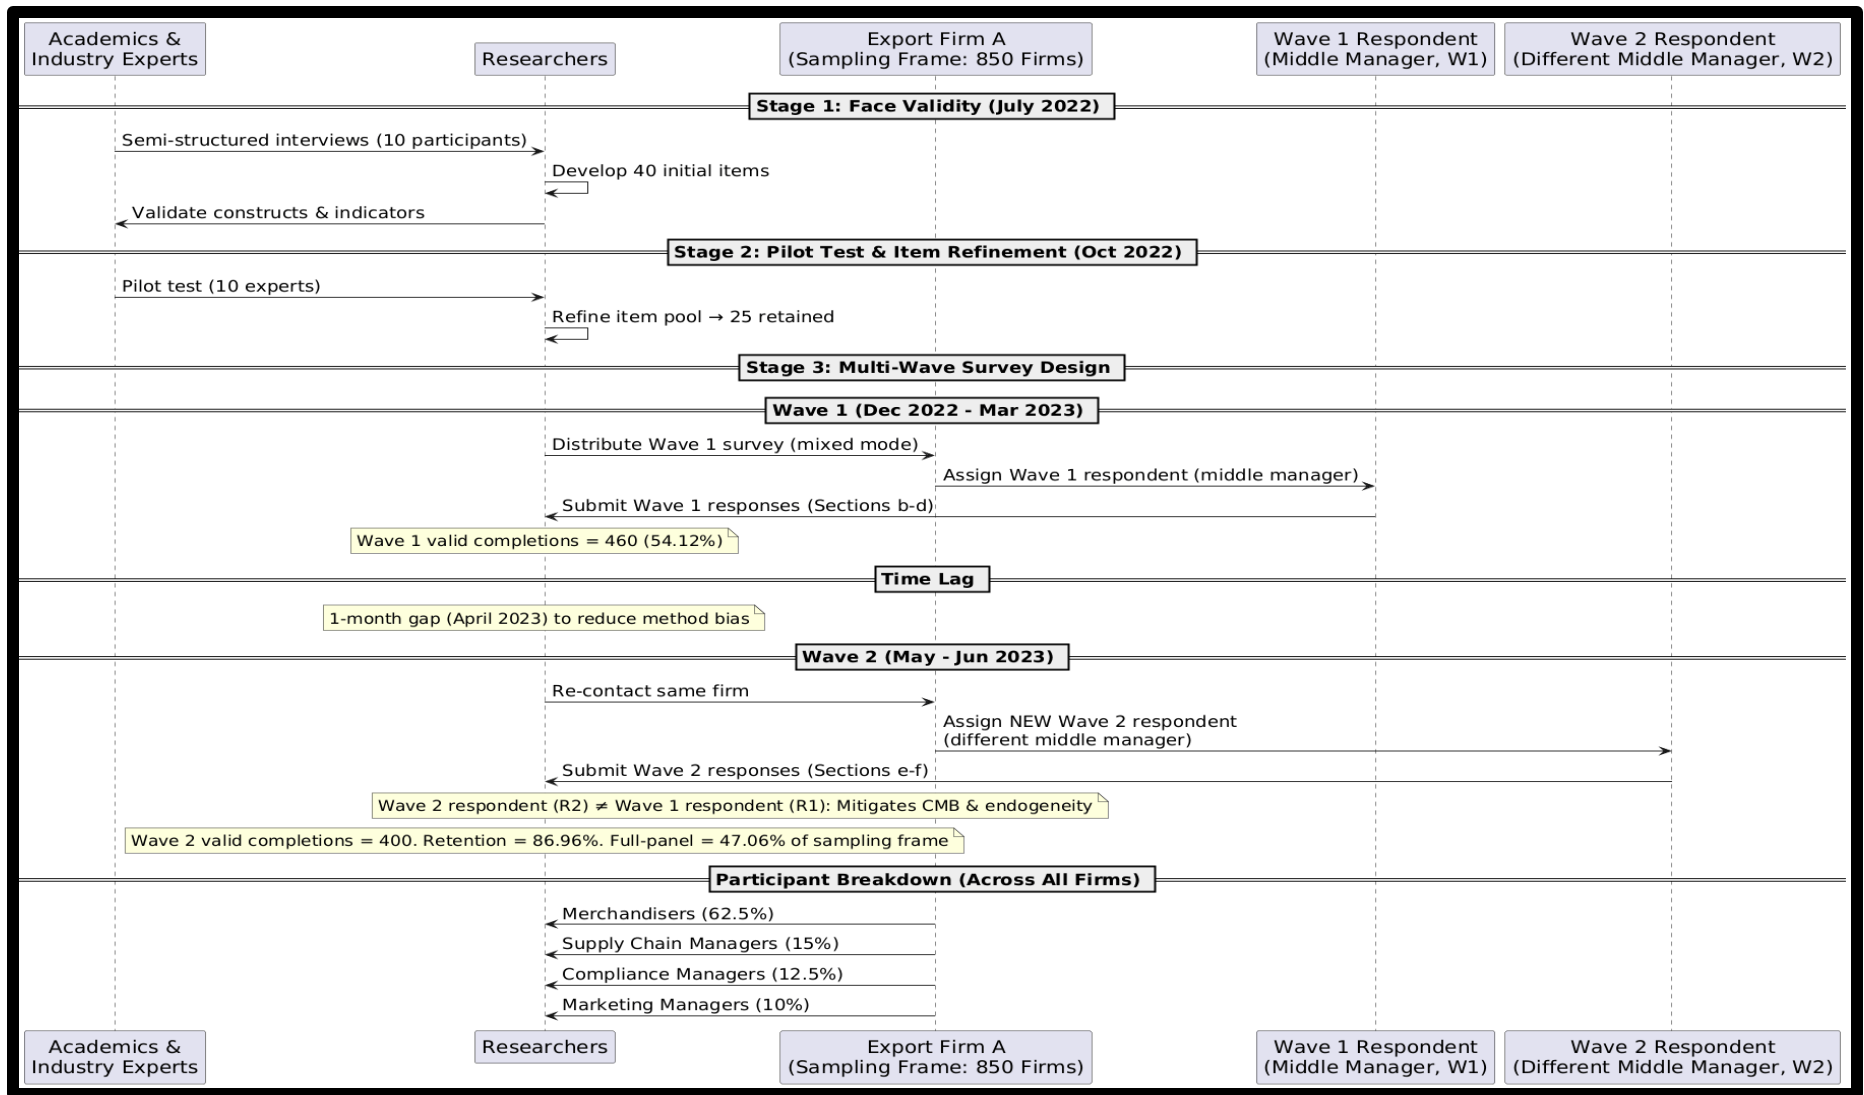 Academics &
Industry Experts
Researchers
Export Firm A
(Sampling Frame: 850 Firms)
Wave 1 Respondent
(Middle Manager, W1)
Wave 2 Respondent
(Different Middle Manager, W2)
Stage 1: Face Validity (July 2022)
Semi-structured interviews (10 participants)
Develop 40 initial items
Validate constructs & indicators
Stage 2: Pilot Test & Item Refinement (Oct 2022)
Pilot test (10 experts)
Refine item pool → 25 retained
Stage 3: Multi-Wave Survey Design
Wave 1 (Dec 2022 - Mar 2023)
Distribute Wave 1 survey (mixed mode)
Assign Wave 1 respondent (middle manager)
Submit Wave 1 responses (Sections b-d)
Wave 1 valid completions = 460 (54.12%)
Time Lag
1-month gap (April 2023) to reduce method bias
Wave 2 (May - Jun 2023)
Re-contact same firm
Assign NEW Wave 2 respondent
(different middle manager)
Submit Wave 2 responses (Sections e-f)
Wave 2 respondent (R2) ≠ Wave 1 respondent (R1): Mitigates CMB & endogeneity
Wave 2 valid completions = 400. Retention = 86.96%. Full-panel = 47.06% of sampling frame
Participant Breakdown (Across All Firms)
Merchandisers (62.5%)
Supply Chain Managers (15%)
Compliance Managers (12.5%)
Marketing Managers (10%)
Academics &
Industry Experts
Researchers
Export Firm A
(Sampling Frame: 850 Firms)
Wave 1 Respondent
(Middle Manager, W1)
Wave 2 Respondent
(Different Middle Manager, W2)